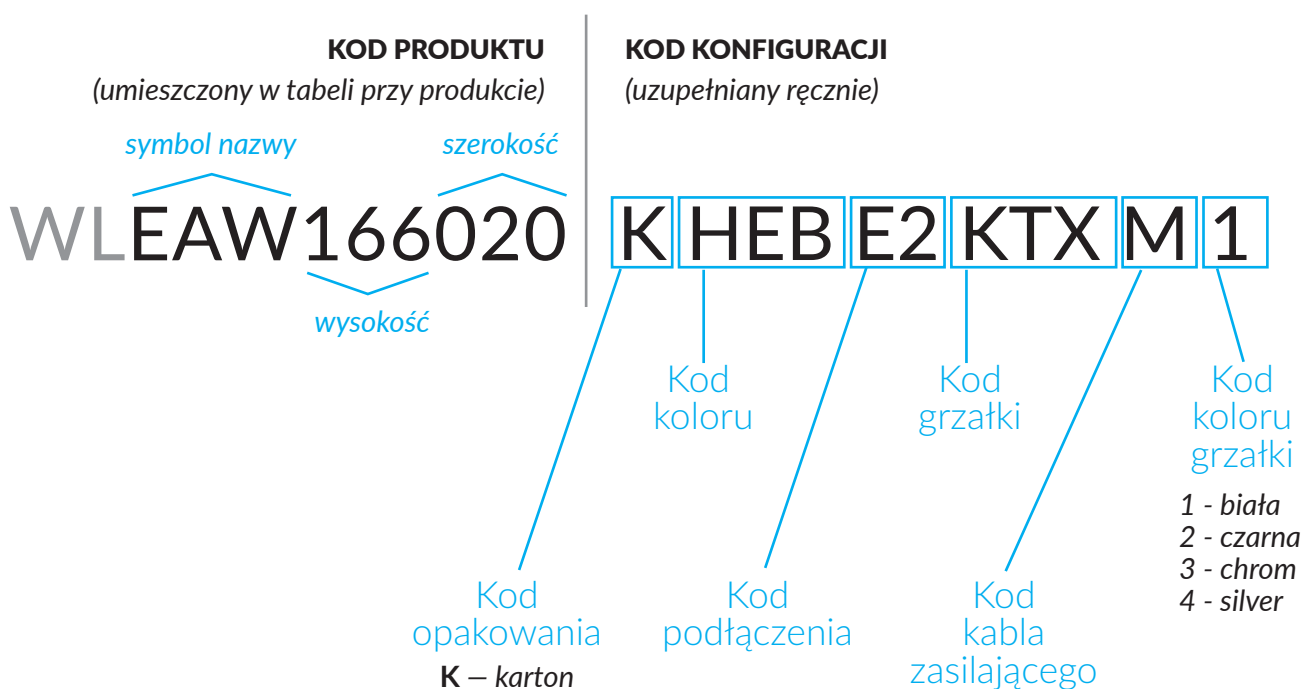 KOD PRODUKTU
(umieszczony w tabeli przy produkcie)
KOD KONFIGURACJI
(uzupełniany ręcznie)
symbol nazwy
szerokość
WLEAW166020 K HEB E2 KTX M 1
wysokość
Kod
koloru
Kod
grzałki
Kod
koloru
grzałki
1 - biała
2 - czarna
3 - chrom
4 - silver
Kod
opakowania
K – karton
Kod
podłączenia
Kod
kabla
zasilającego